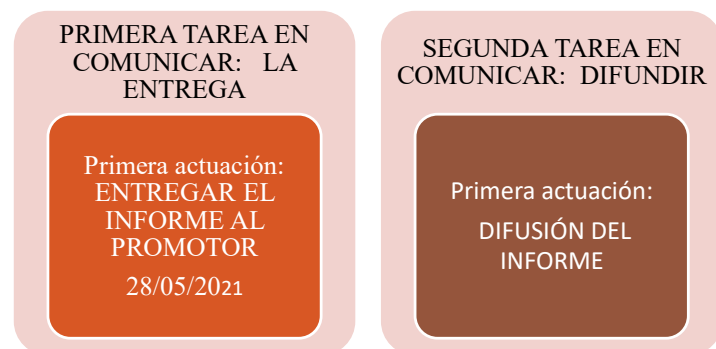 PRIMERA TAREA EN
COMUNICAR: LA
ENTREGA
Primera actuación:
ENTREGAR EL
INFORME AL
PROMOTOR
28/05/2021
SEGUNDA TAREA EN
COMUNICAR: DIFUNDIR
Primera actuación:
DIFUSIÓN DEL
INFORME